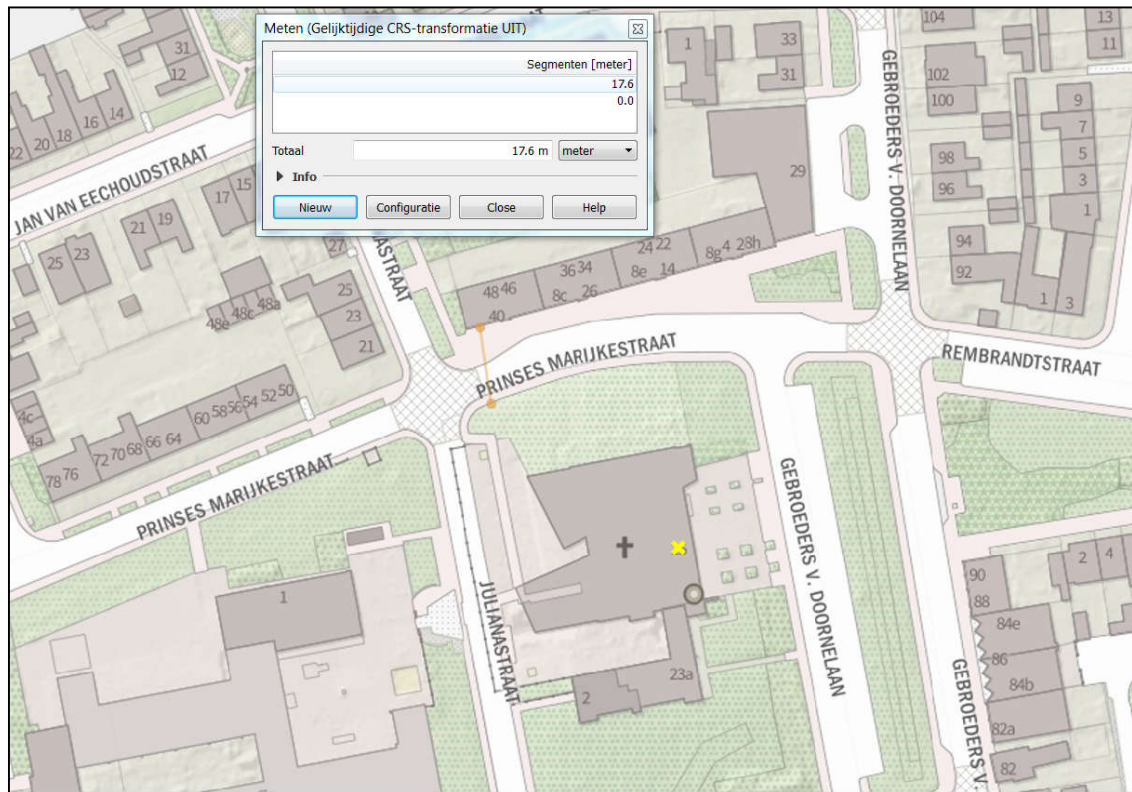 Meten (Gelijktijdige CRS-transformatie UIT)
Segmenten [meter]
17.6
0.0
Totaal 17.6 m meter
Info
Nieuw Configuratie Close Help
JAN VAN EECHOUDSTRAAT
31
12
14
16
18
20
22
15
17
19
21
23
25
27
48a
48c
48e
25
23
21
1
33
31
29
24 22
36 34
48 46
40
8c
26
8e
14
8g
4
28h
GEBROEDERS V. DOORNELAAN
104
102
100
98
96
94
92
13
11
9
7
5
3
1
1
3
PRINSES MARIJKESTRAAT
REMBRANDTSTRAAT
50
52
54
56
58
60
64
66
68
70
72
76
78
4c
4a
PRINSES MARIJKESTRAAT
1
JULIANASTRAAT
2
23a
GEBROEDERS V. DOORNELAAN
GEBROEDERS V.
90
88
2
4
84e
86
84b
82a
82